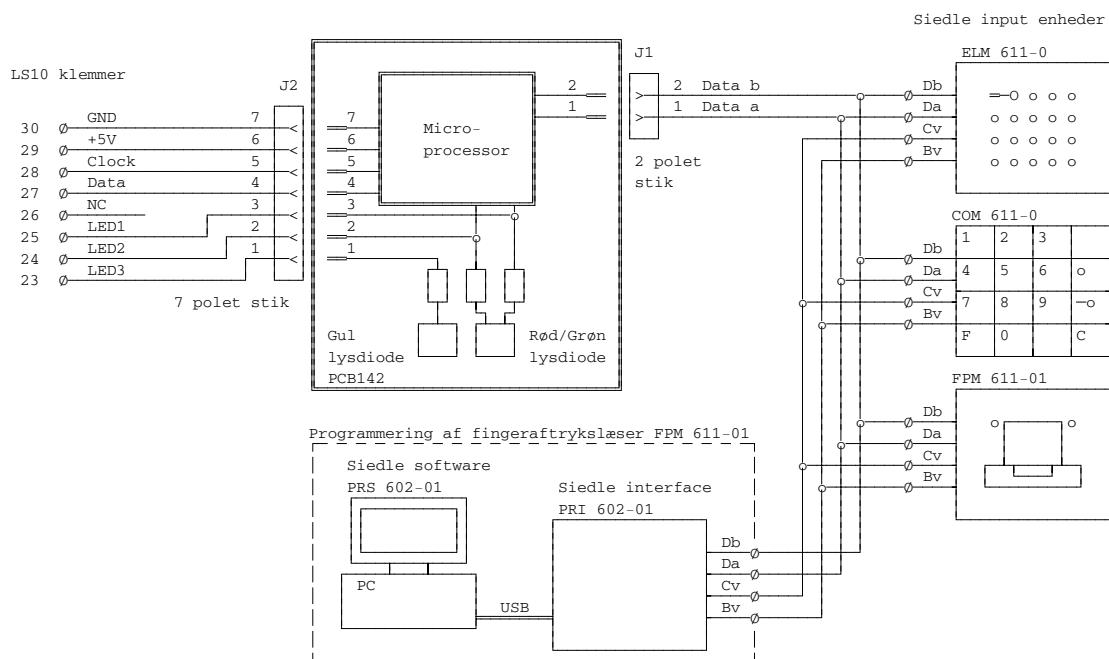 Siedle input enheder
ELM 611-0
LS10 klemmer
J2
J1
30 GND 7
29 +5V 6
28 Clock 5
27 Data 4
26 NC 3
25 LED1 2
24 LED2 1
23 LED3
7 polet stik
7
6
5
4
3
2
1
Micro-
processor
2
1
2 Data b
1 Data a
2 polet
stik
Gul
lysdiode
Rød/Grøn
lysdiode
PCB142
Db
Da
Cv
Bv
COM 611-0
1 2 3
4 5 6
7 8 9
F 0 C
Db
Da
Cv
Bv
FPM 611-01
Db
Da
Cv
Bv
Programmering af fingeraftrykslæser FPM 611-01
Siedle software
PRS 602-01
PC
USB
Siedle interface
PRI 602-01
Db
Da
Cv
Bv